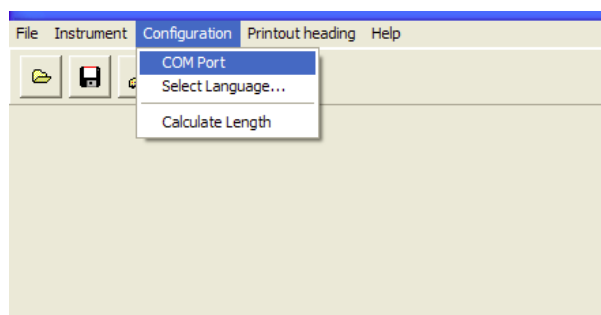 File Instrument Configuration Printout heading Help
COM Port
Select Language...
Calculate Length